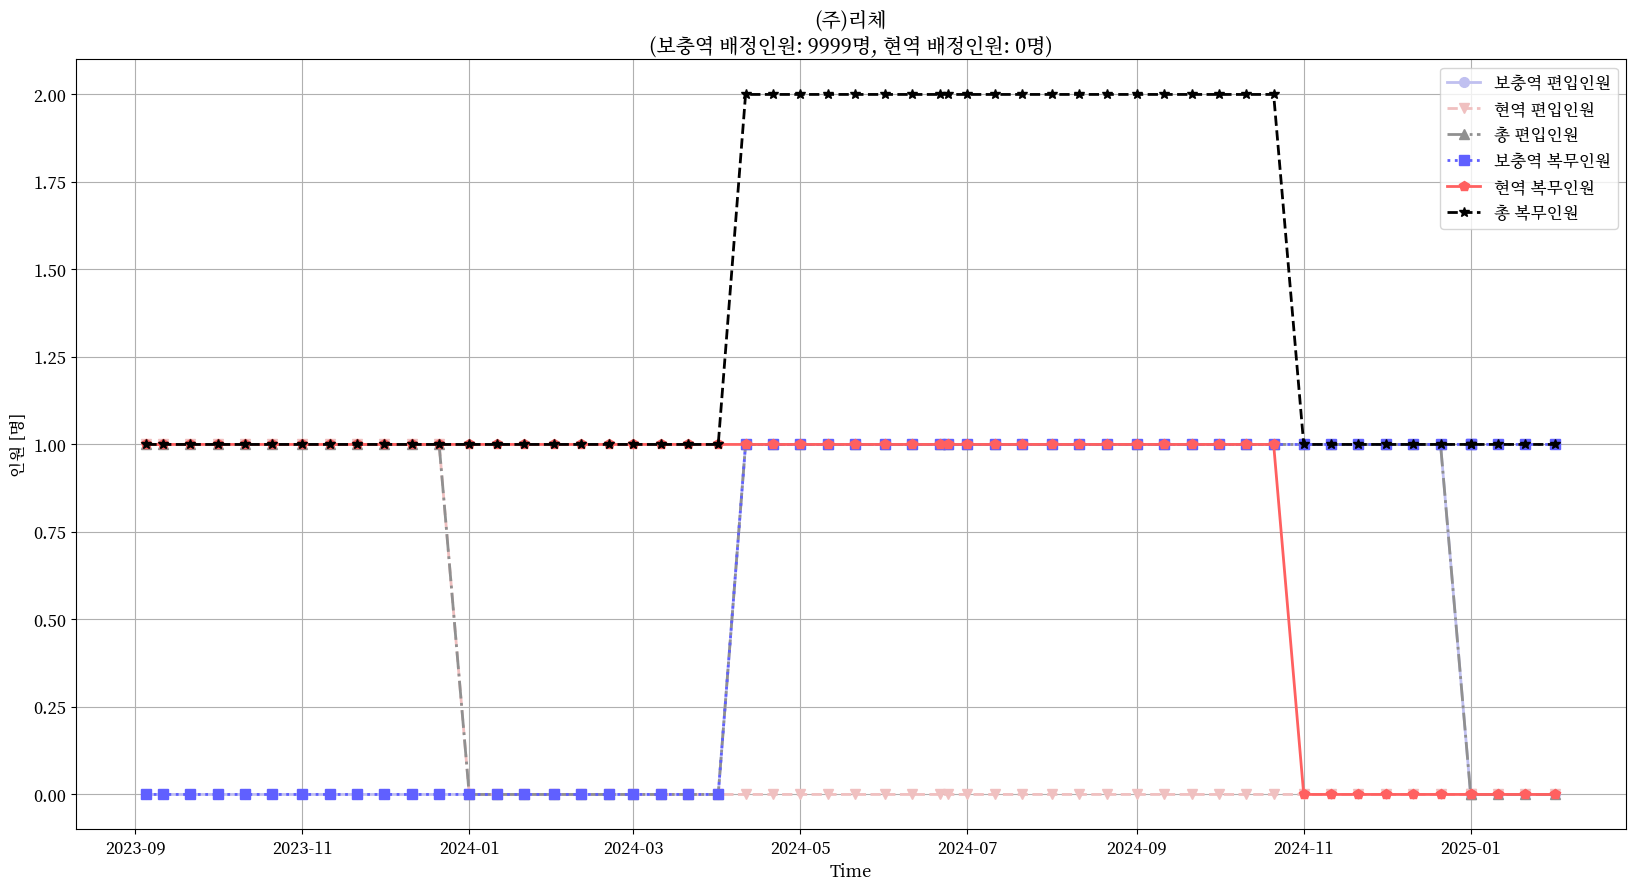 (주)리체
(보충역 배정인원: 9999명, 현역 배정인원: 0명)
보충역 편입인원
현역 편입인원
총 편입인원
보충역 복무인원
현역 복무인원
총 복무인원
인원 [명]
2.00
1.75
1.50
1.25
1.00
0.75
0.50
0.25
0.00
2023-09
2023-11
2024-01
2024-03
2024-05
2024-07
2024-09
2024-11
2025-01
Time